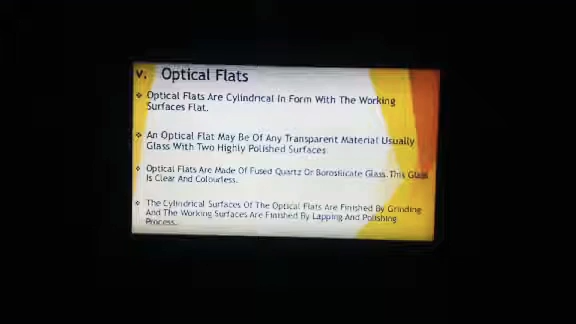 v. Optical Flats
❖ Optical Flats Are Cylindrical In Form With The Working
Surfaces Flat.
❖ An Optical Flat May Be Of Any Transparent Material Usually
Glass With Two Highly Polished Surfaces.
❖ Optical Flats Are Made Of Fused Quartz Or Borosilicate Glass. This Glass
Is Clear And Colourless.
❖ The Cylindrical Surfaces Of The Optical Flats Are Finished By Grinding
And The Working Surfaces Are Finished By Lapping And Polishing
Process.